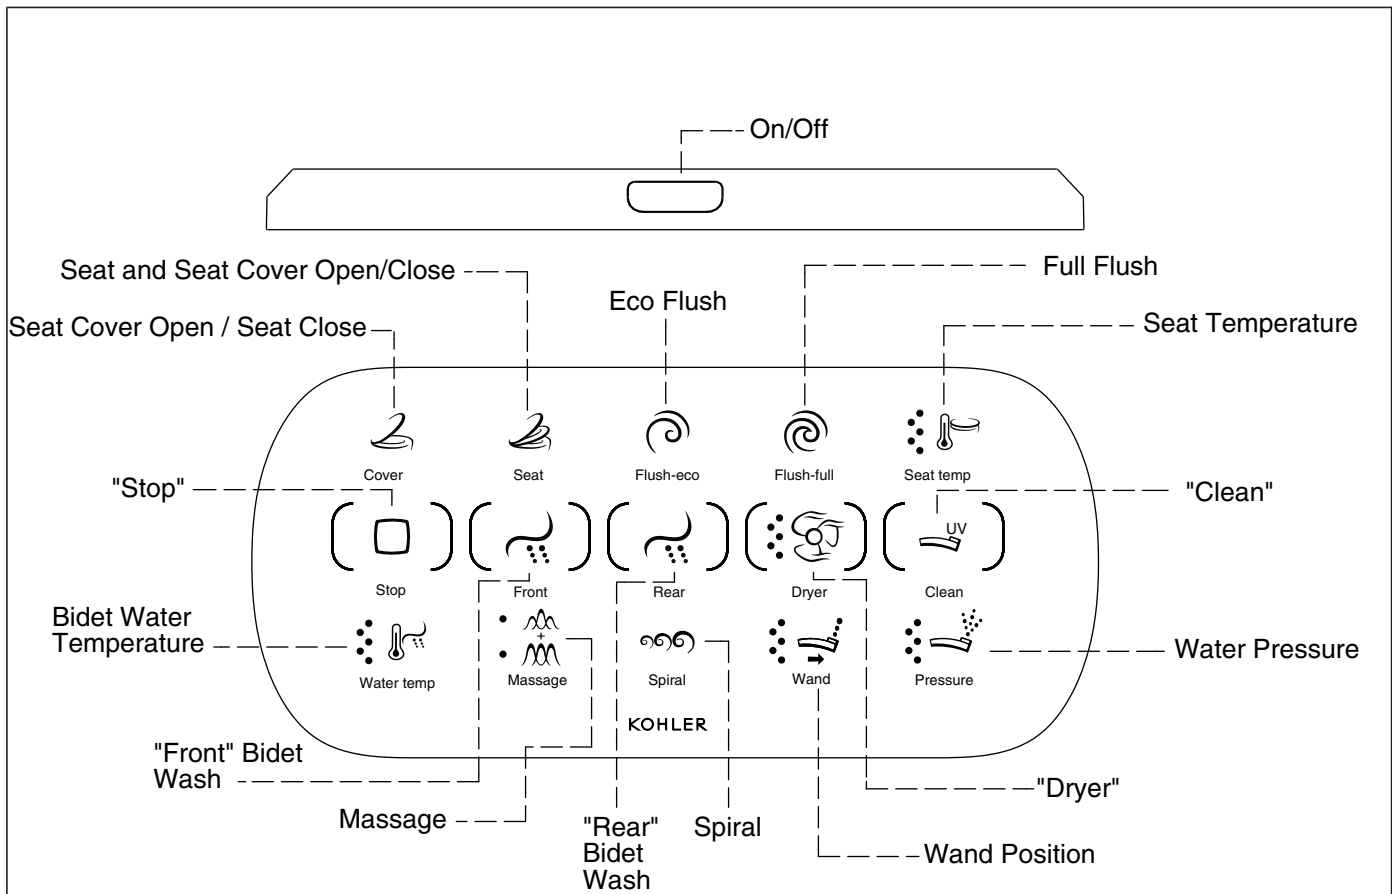 On/Off
Seat and Seat Cover Open/Close
Full Flush
Eco Flush
Seat Cover Open / Seat Close
Seat Temperature
Cover
Seat
Flush-eco
Flush-full
Seat temp
"Stop"
"Clean"
UV
Stop
Front
Rear
Dryer
Clean
Bidet Water
Temperature
+
Water Pressure
Water temp
Massage
Spiral
Wand
Pressure
KOHLER
"Front" Bidet
Wash
"Dryer"
Massage
"Rear"
Bidet
Wash
Spiral
Wand Position